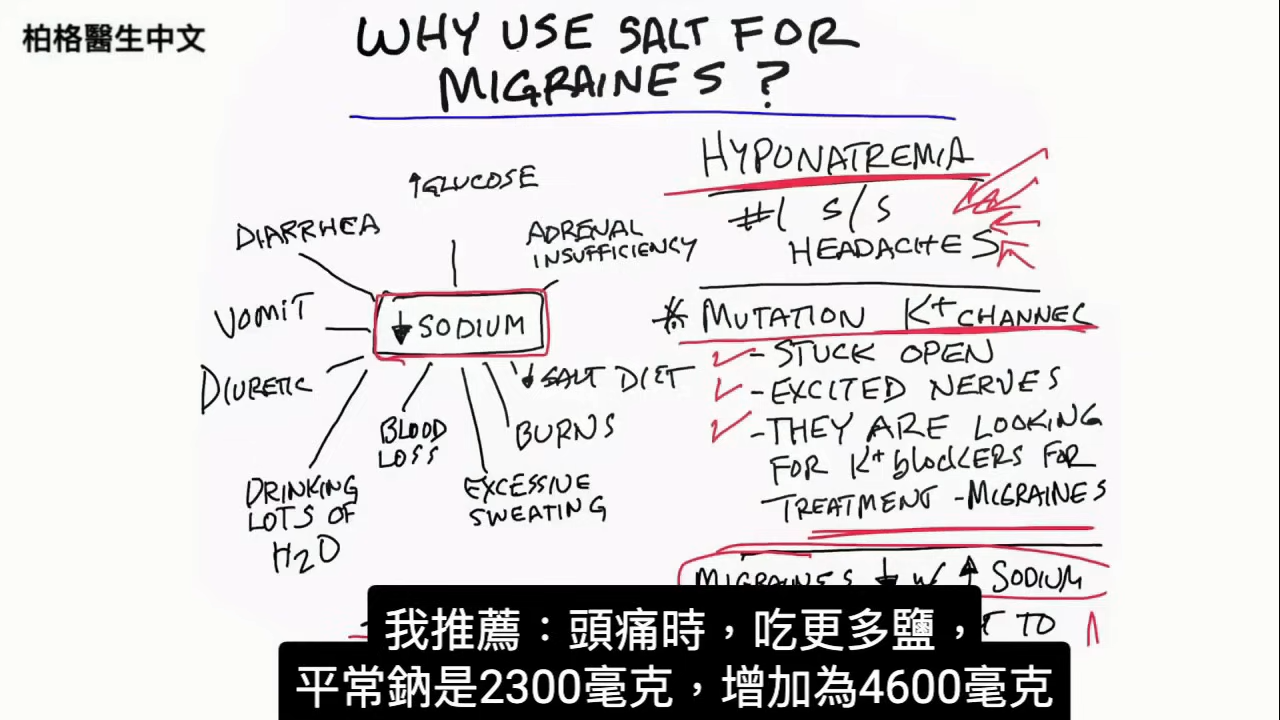 柏格醫生中文
WHY USE SALT FOR
MIGRAINES?
↑GLUCOSE
DIARRHEA
ADRENAL
INSUFFICIENCY
VOMIT
↓ SODIUM
DIURETIC
↓ SALT DIET
BLOOD
LOSS
BURNS
DRINKING
LOTS OF
H2O
EXCESSIVE
SWEATING
HYPONATREMIA
#1 S/S
HEADACHES
* MUTATION K+ CHANNEL
- STUCK OPEN
- EXCITED NERVES
- THEY ARE LOOKING
FOR K+ blockERS FOR
TREATMENT - MIGRAINES
MIGRAINES ↓ W/ ↑ SODIUM
TO
我推薦：頭痛時，吃更多鹽，
平常鈉是2300毫克，增加為4600毫克